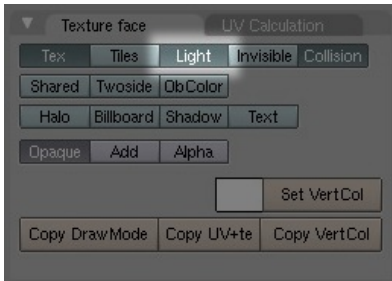 Texture face UV Calculation
Tex Tiles Light Invisible Collision
Shared Twoside ObColor
Halo Billboard Shadow Text
Opaque Add Alpha
Set VertCol
Copy DrawMode Copy UV+te Copy VertCol